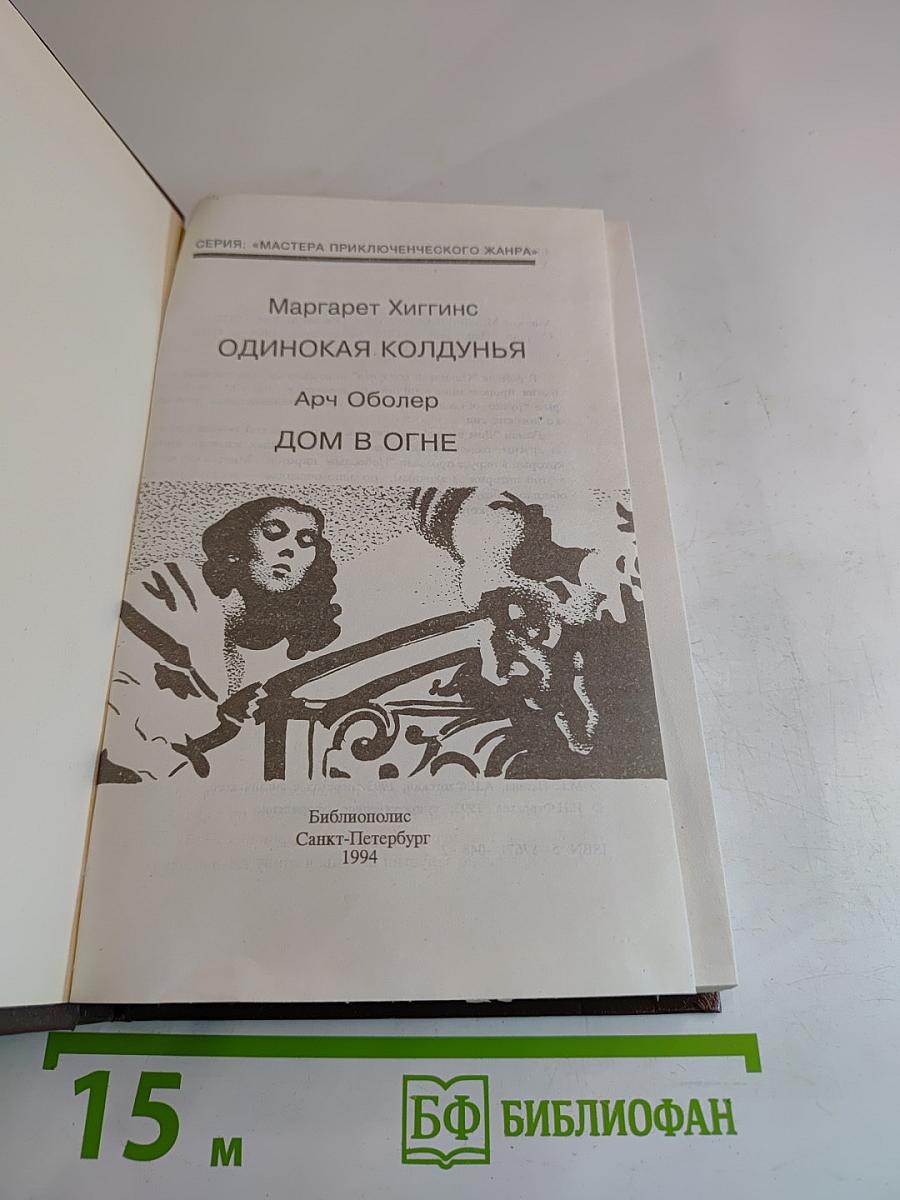 СЕРИЯ: «МАСТЕРА ПРИКЛЮЧЕНЧЕСКОГО ЖАНРА»
Маргарет Хиггинс
ОДИНОКАЯ КОЛДУНЬЯ
Арч Оболер
ДОМ В ОГНЕ
Библиополис
Санкт-Петербург
1994
15 м
БФ БИБЛИОФАН